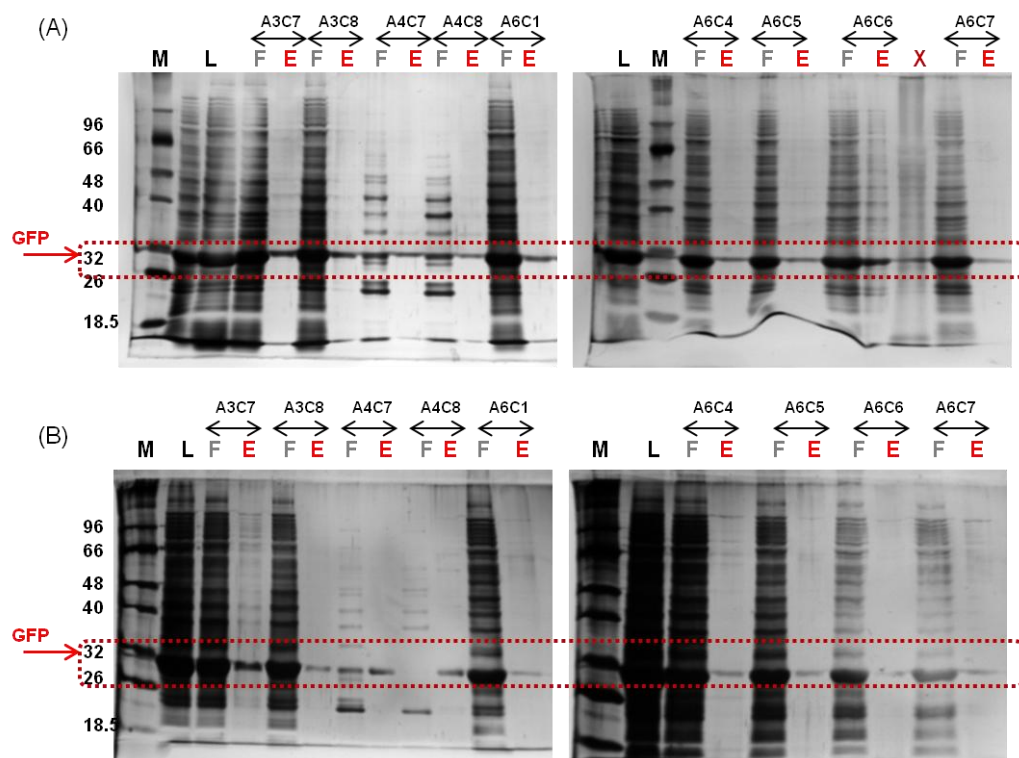 (A)
A3C7 A3C8 A4C7 A4C8 A6C1 A6C4 A6C5 A6C6 A6C7
M L F E F E F E F E F E L M F E F E F E X F E
96
66
48
40
GFP
32
26
18.5
(B)
A3C7 A3C8 A4C7 A4C8 A6C1 A6C4 A6C5 A6C6 A6C7
M L F E F E F E F E F E M L F E F E F E F E
96
66
48
40
GFP
32
26
18.5